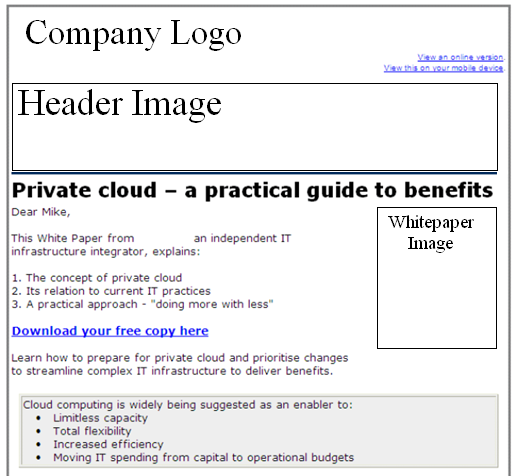 Company Logo
View an online version.
View this on your mobile device.
Header Image
Private cloud – a practical guide to benefits
Dear Mike,
Whitepaper
Image
This White Paper from an independent IT
infrastructure integrator, explains:
1. The concept of private cloud
2. Its relation to current IT practices
3. A practical approach - "doing more with less"
Download your free copy here
Learn how to prepare for private cloud and prioritise changes
to streamline complex IT infrastructure to deliver benefits.
Cloud computing is widely being suggested as an enabler to:
• Limitless capacity
• Total flexibility
• Increased efficiency
• Moving IT spending from capital to operational budgets